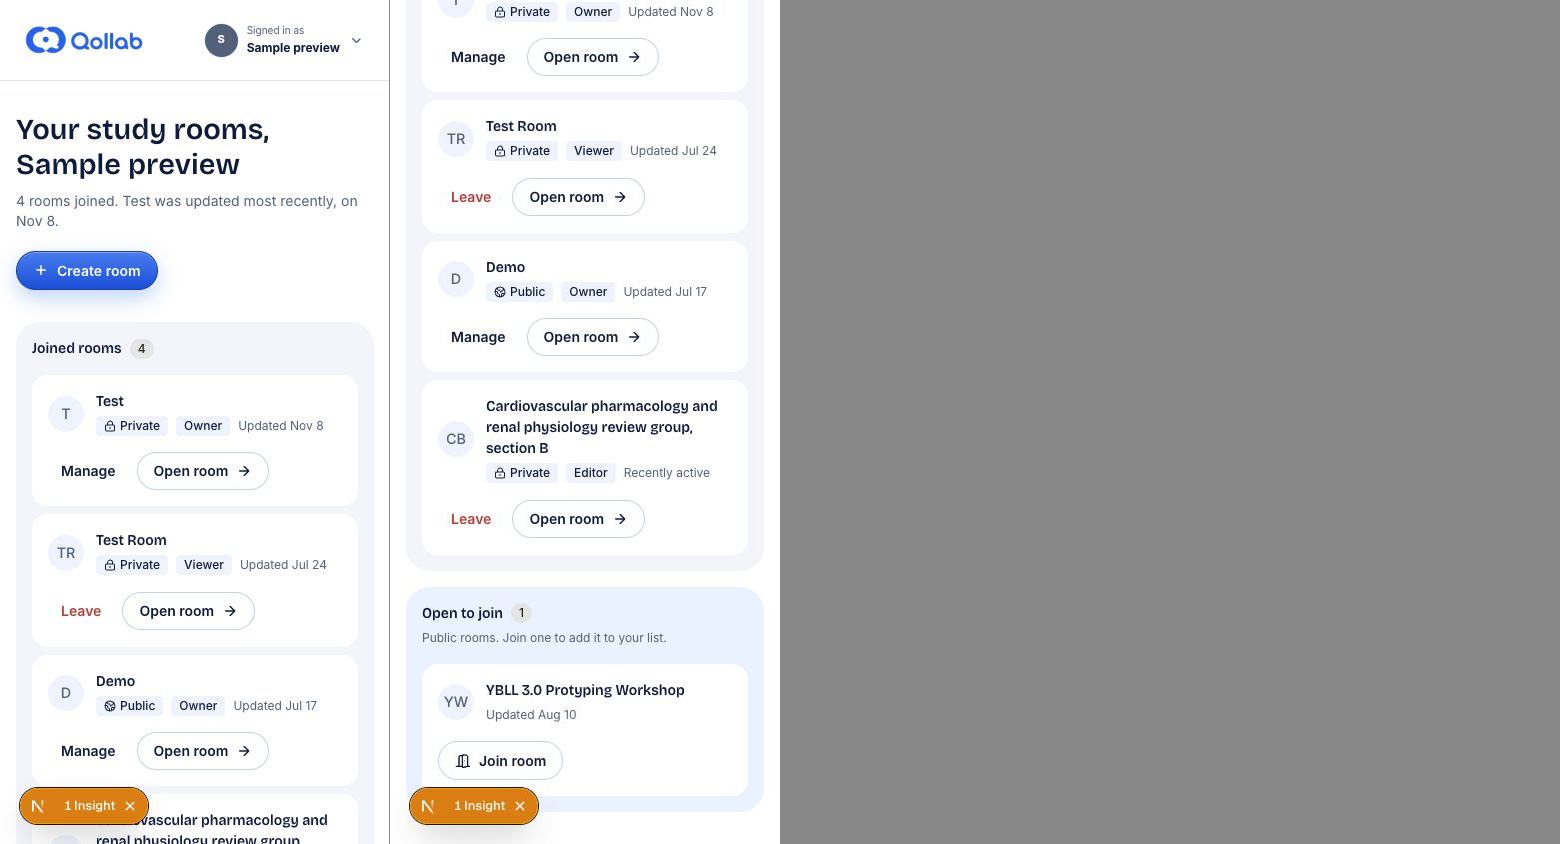 Qollab
S
Signed in as
Sample preview
Your study rooms,
Sample preview
4 rooms joined. Test was updated most recently, on
Nov 8.
+ Create room
Joined rooms 4
T
Test
Private Owner Updated Nov 8
Manage Open room →
TR
Test Room
Private Viewer Updated Jul 24
Leave Open room →
D
Demo
Public Owner Updated Jul 17
Manage Open room →
N 1 Insight ×
pharmacology and
renal physiology review group,
Private Owner Updated Nov 8
Manage Open room →
TR
Test Room
Private Viewer Updated Jul 24
Leave Open room →
D
Demo
Public Owner Updated Jul 17
Manage Open room →
CB
Cardiovascular pharmacology and
renal physiology review group,
section B
Private Editor Recently active
Leave Open room →
Open to join 1
Public rooms. Join one to add it to your list.
YW
YBLL 3.0 Protyping Workshop
Updated Aug 10
Join room
N 1 Insight ×